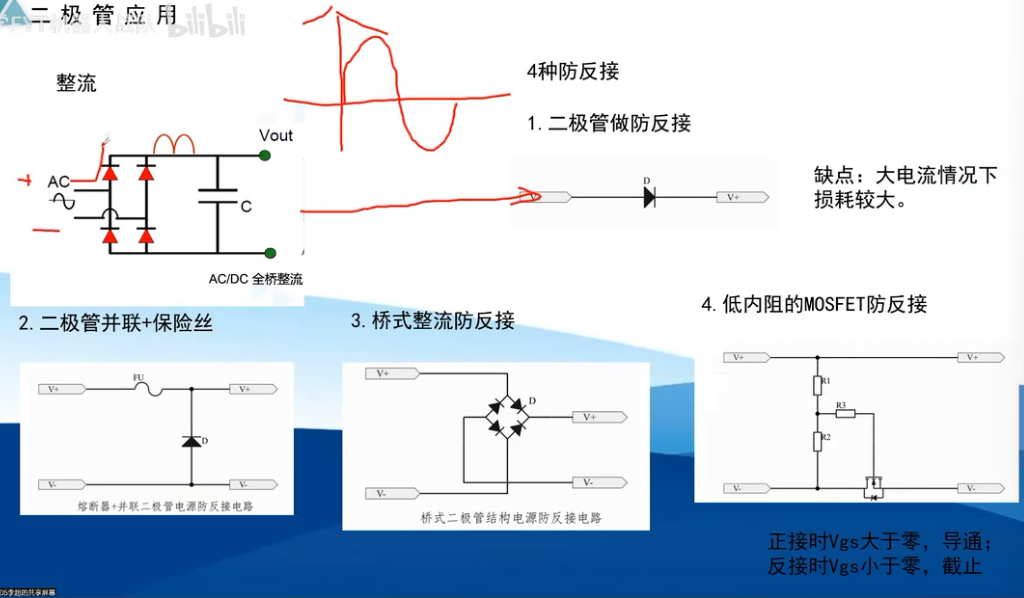 二极管应用
bilibili
整流
4种防反接
1.二极管做防反接
Vout
AC
C
AC/DC 全桥整流
D
V+
缺点：大电流情况下
损耗较大。
2.二极管并联+保险丝
3.桥式整流防反接
4.低内阻的MOSFET防反接
FU
V+
V+
D
V-
V-
熔断器+并联二极管电源防反接电路
V+
D
V+
V-
V-
桥式二极管结构电源防反接电路
V+
V+
R1
R3
R2
V-
V-
正接时Vgs大于零，导通；
反接时Vgs小于零，截止